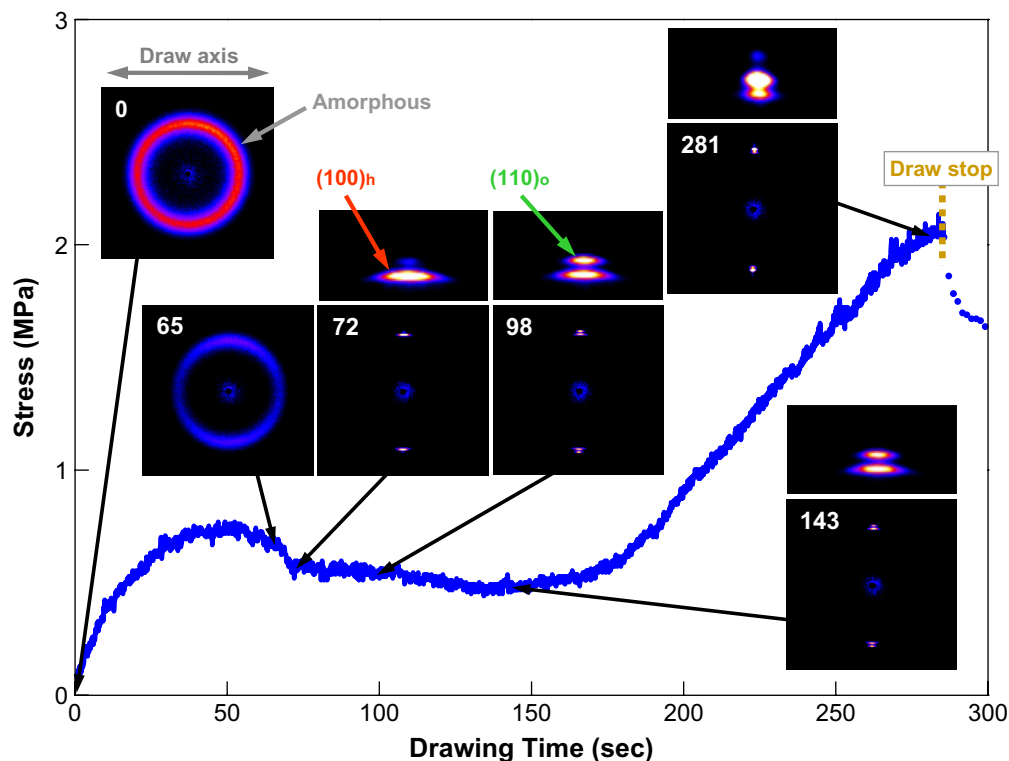 3
2
1
0
Stress (MPa)
Draw axis
0
Amorphous
281
Draw stop
(100)h
(110)o
65
72
98
143
0
50
100
150
200
250
300
Drawing Time (sec)